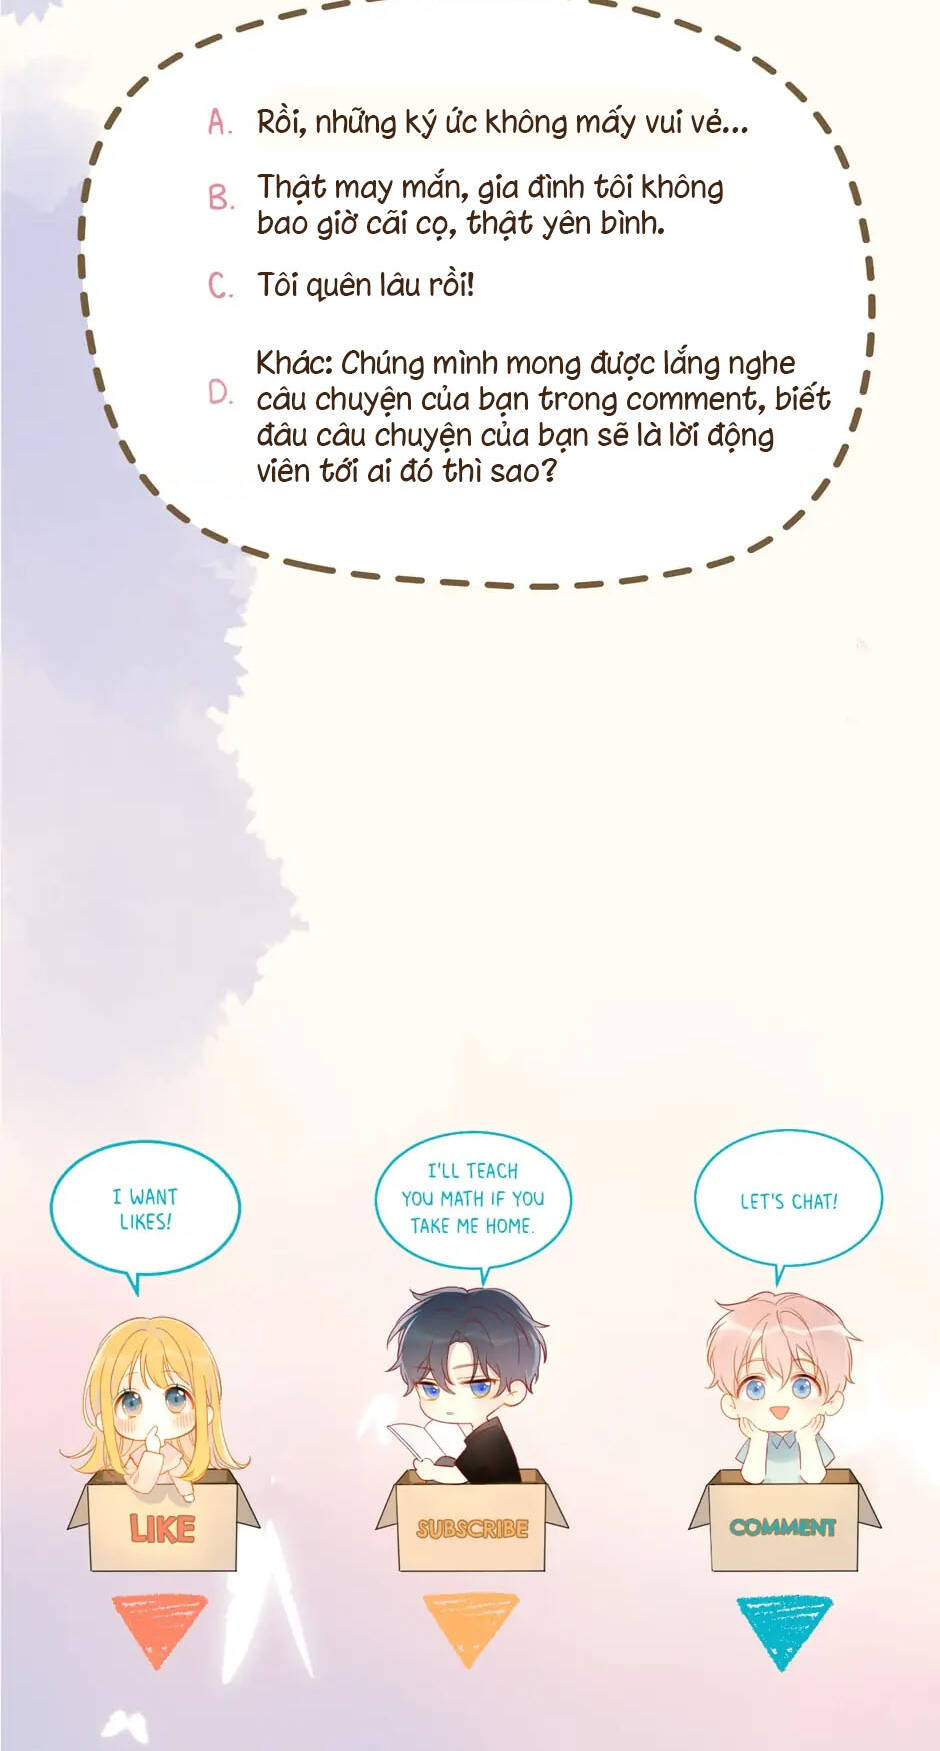 A. Rồi, những ký ức không mấy vui vẻ...
B. Thật may mắn, gia đình tôi không
bao giờ cãi cọ, thật yên bình.
C. Tôi quên lâu rồi!
D. Khác: Chúng mình mong được lắng nghe
câu chuyện của bạn trong comment, biết
đâu câu chuyện của bạn sẽ là lời động
viên tới ai đó thì sao?
I WANT
LIKES!
I'LL TEACH
YOU MATH IF YOU
TAKE ME HOME.
LET'S CHAT!
LIKE
SUBSCRIBE
COMMENT